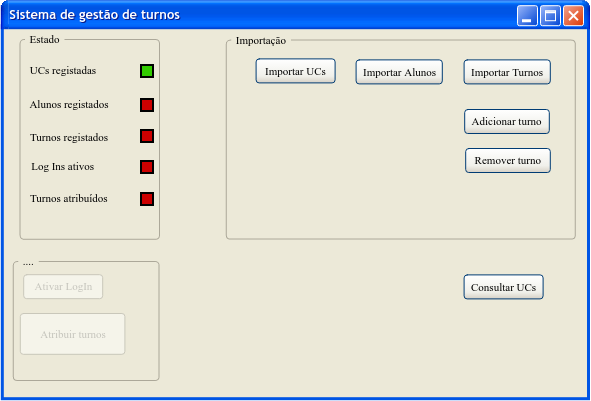 Sistema de gestão de turnos
Estado
UCs registadas
Alunos registados
Turnos registados
Log Ins ativos
Turnos atribuídos
Importação
Importar UCs
Importar Alunos
Importar Turnos
Adicionar turno
Remover turno
....
Ativar LogIn
Atribuir turnos
Consultar UCs